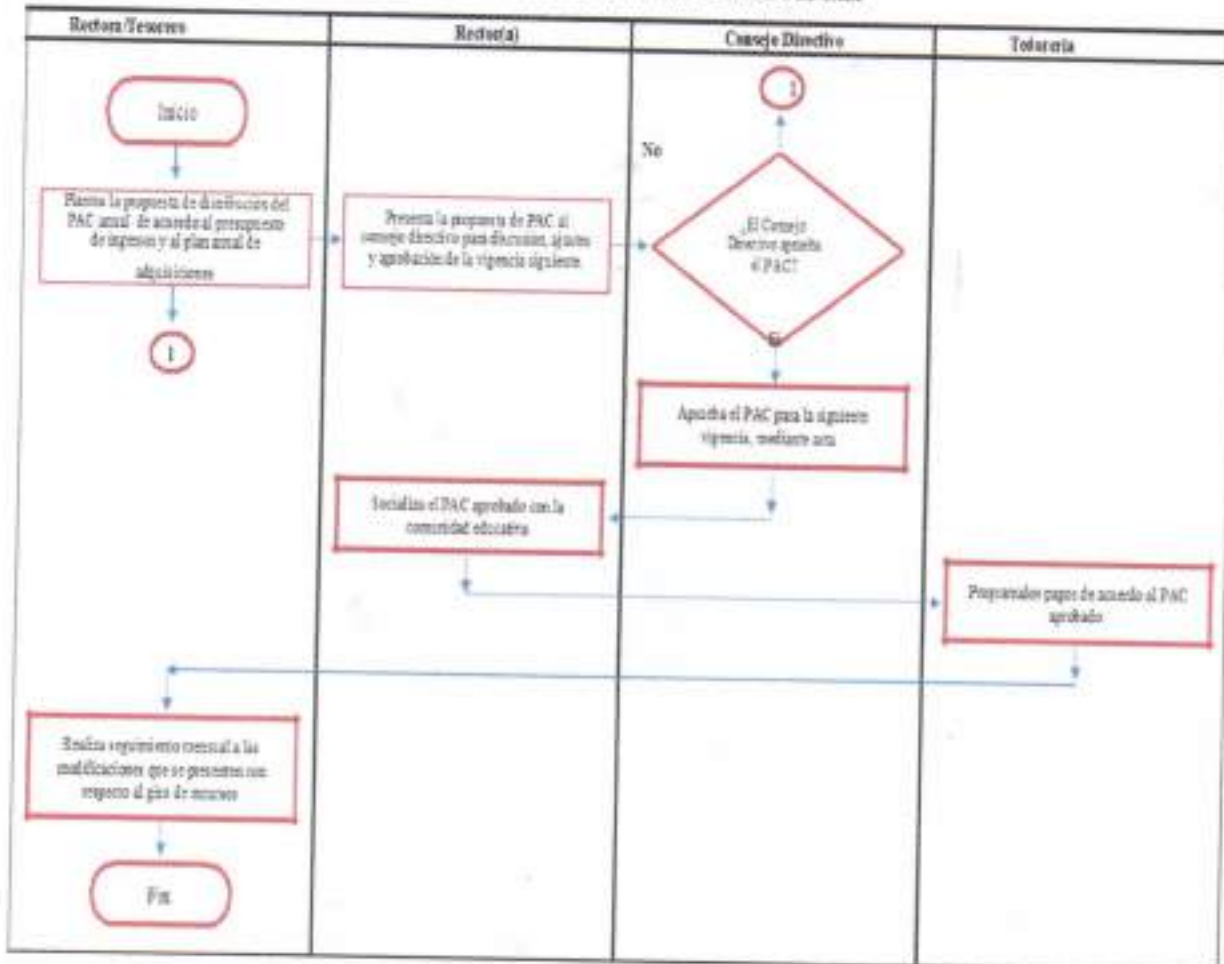 Rectora/Tesorero
Rector(a)
Consejo Directivo
Inicio
1
No
Plantea la propuesta de distribución del
PAC anual de acuerdo al presupuesto
de ingresos y al plan anual de
adquisiciones
Presenta la propuesta de PAC al
consejo directivo para discusión, ajustes
y aprobación de la vigencia siguiente
¿El Consejo
Directivo aprueba
el PAC?
1
Aprueba el PAC para la siguiente
vigencia, mediante acta
Socializa el PAC aprobado con la
comunidad educativa
pagos de acuerdo al PAC
aprobado
Realiza seguimiento mensual a las
modificaciones que se presenten con
respecto al giro de recursos
Fin